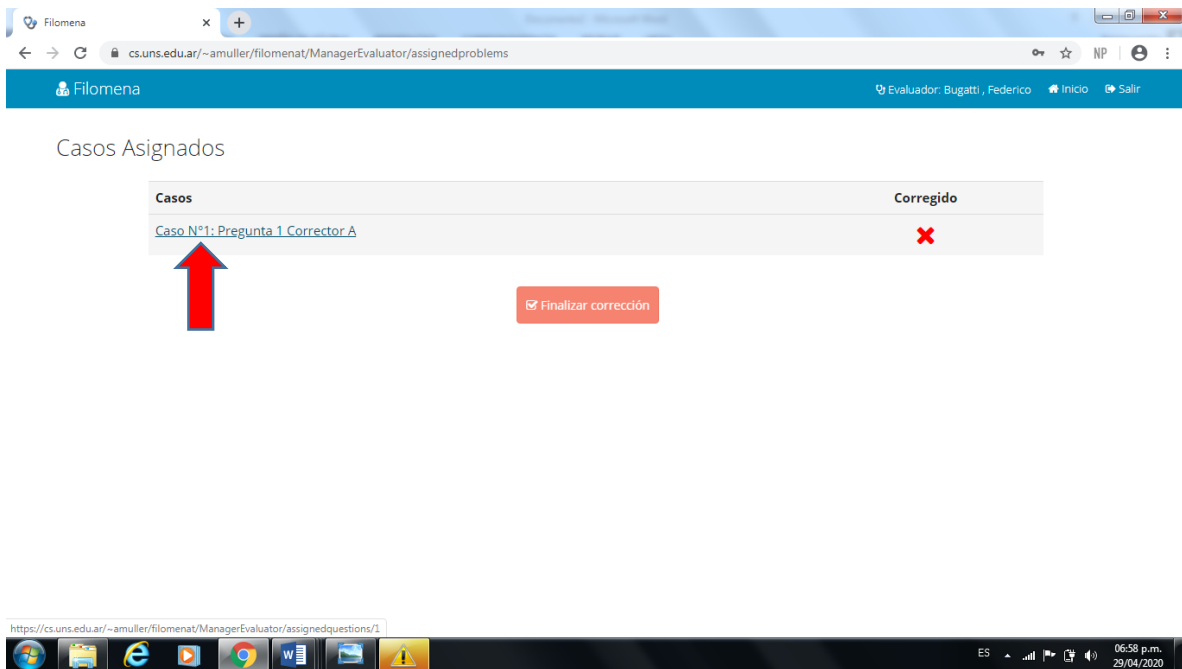 Filomena
cs.uns.edu.ar/~amuller/filomenat/ManagerEvaluator/assignedproblems
NP
Filomena
Evaluador: Bugatti , Federico Inicio Salir
Casos Asignados
Casos Corregido
Caso N°1: Pregunta 1 Corrector A
Finalizar corrección
https://cs.uns.edu.ar/~amuller/filomenat/ManagerEvaluator/assignedquestions/1
ES 06:58 p.m.
29/04/2020